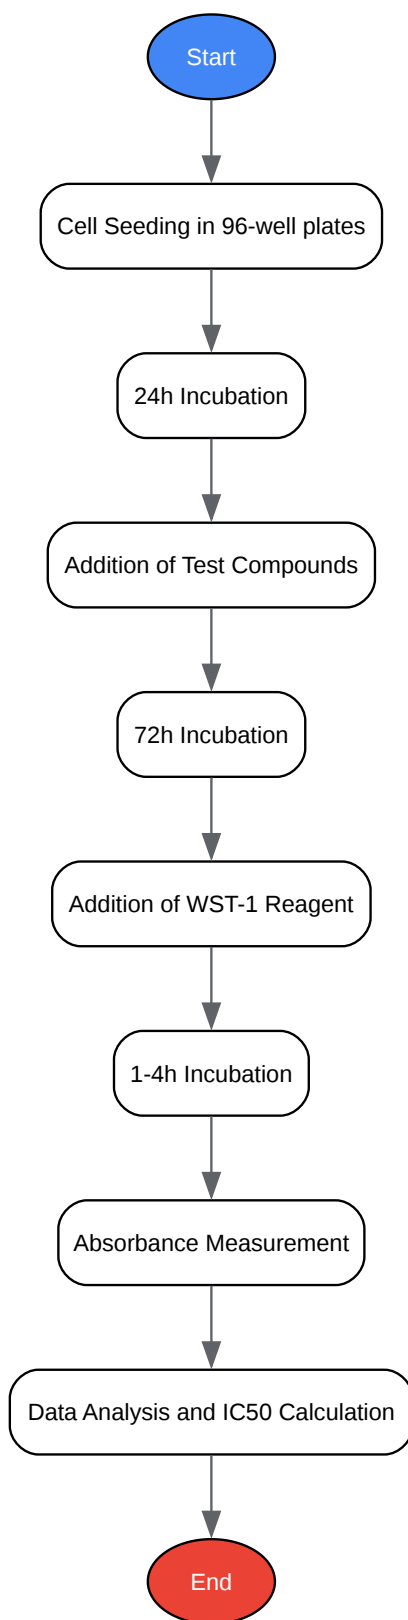 Start
Cell Seeding in 96-well plates
24h Incubation
Addition of Test Compounds
72h Incubation
Addition of WST-1 Reagent
1-4h Incubation
Absorbance Measurement
Data Analysis and IC50 Calculation
End